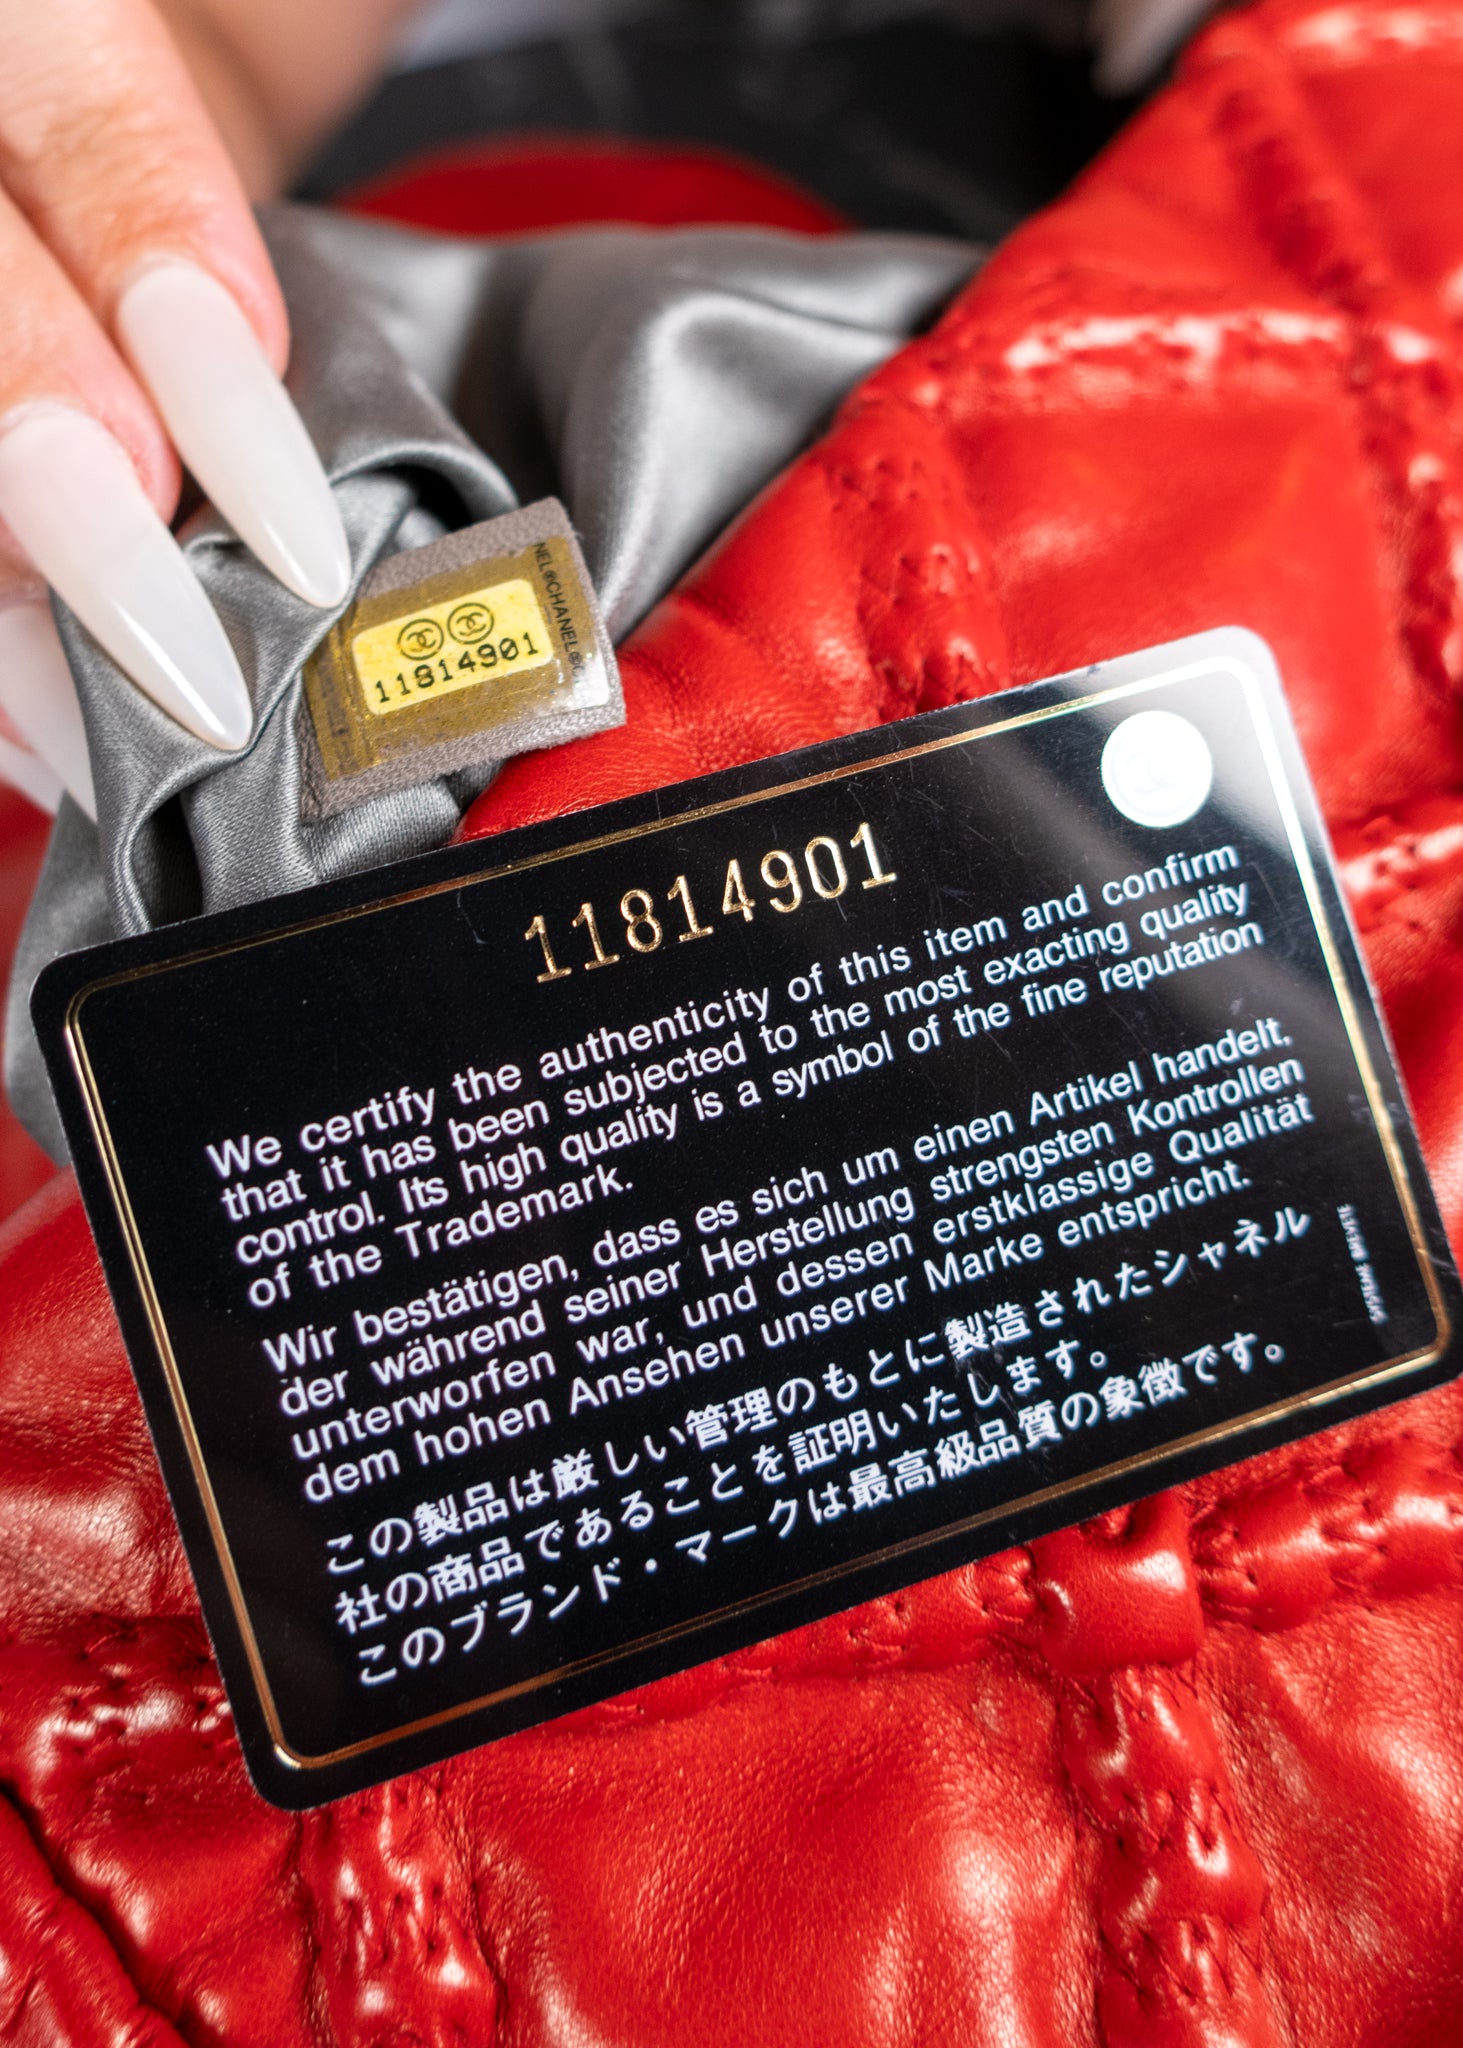 NEL®CHANEL®
11814901
11814901
We certify the authenticity of this item and confirm
that it has been subjected to the most exacting quality
control. Its high quality is a symbol of the fine reputation
of the Trademark.
Wir bestätigen, dass es sich um einen Artikel handelt,
der während seiner Herstellung strengsten Kontrollen
unterworfen war, und dessen erstklassige Qualität
dem hohen Ansehen unserer Marke entspricht.
この製品は厳しい管理のもとに製造されたシャネル
社の商品であることを証明いたします。
このブランド・マークは最高級品質の象徴です。